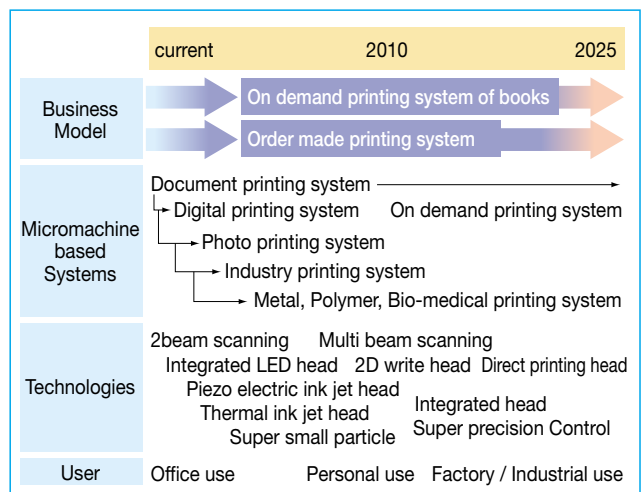 current 2010 2025
Business Model
On demand printing system of books
Order made printing system
Micromachine based Systems
Document printing system
Digital printing system On demand printing system
Photo printing system
Industry printing system
Metal, Polymer, Bio-medical printing system
Technologies
2beam scanning Multi beam scanning
Integrated LED head 2D write head Direct printing head
Piezo electric ink jet head
Integrated head
Thermal ink jet head
Super precision Control
Super small particle
User
Office use Personal use Factory / Industrial use